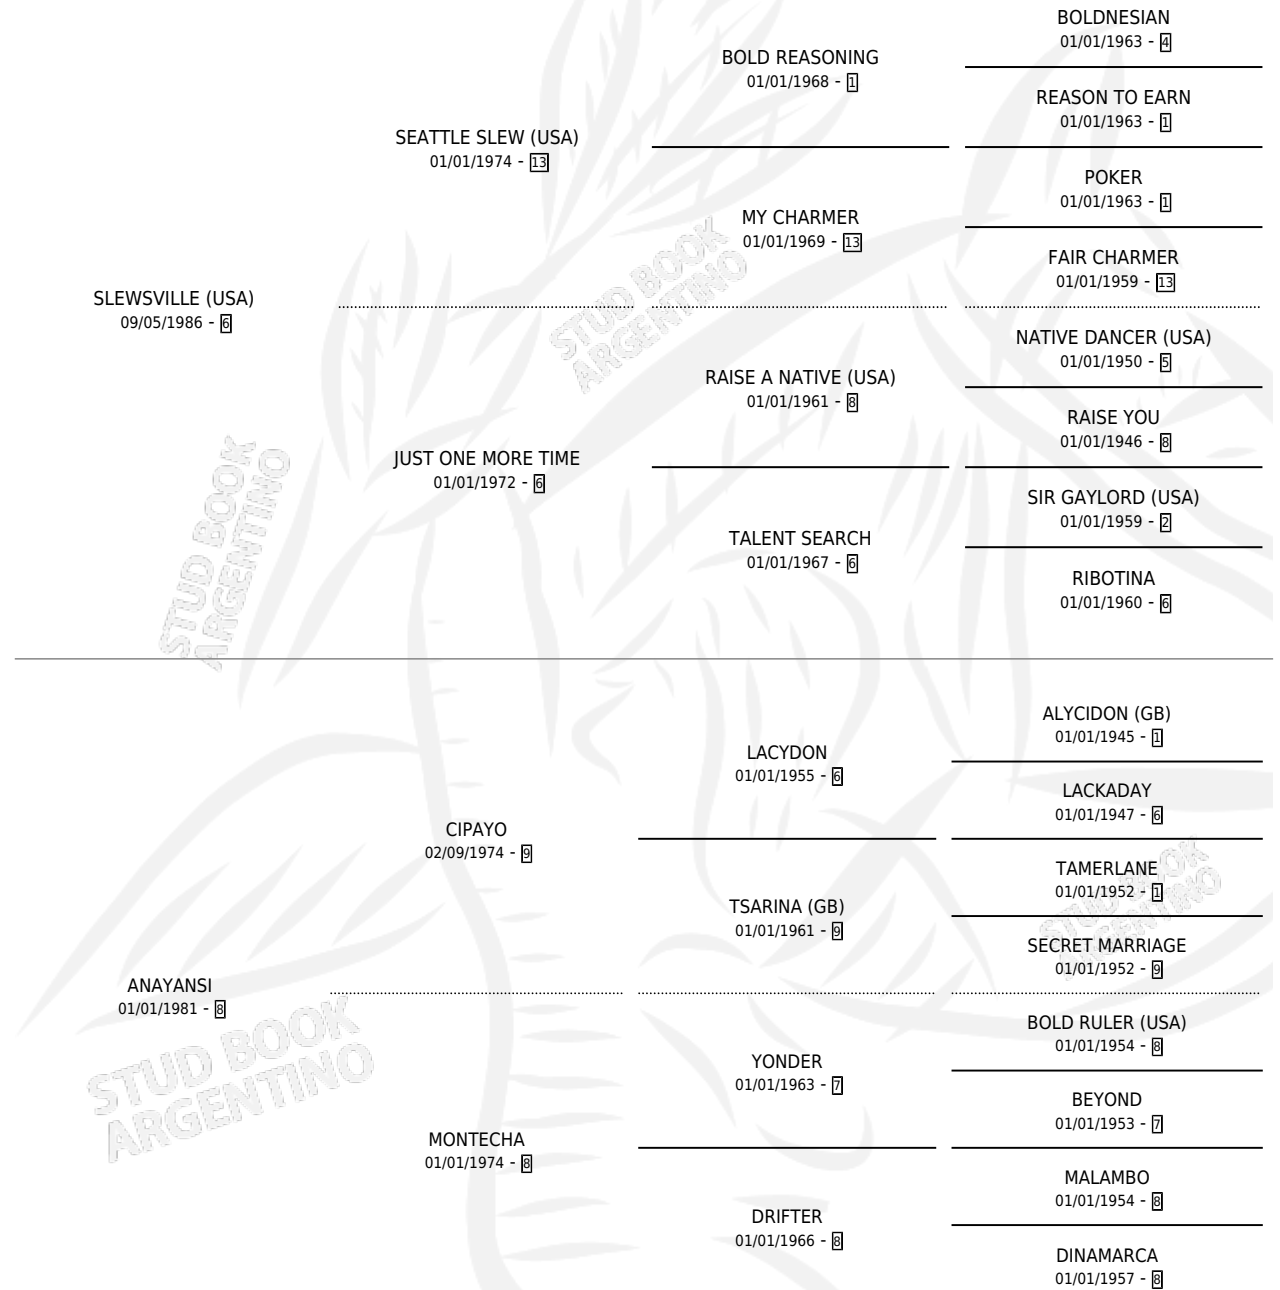 BOLDNESIAN
01/01/1963 - 4
BOLD REASONING
01/01/1968 - 1
REASON TO EARN
01/01/1963 - 1
SEATTLE SLEW (USA)
01/01/1974 - 13
POKER
01/01/1963 - 1
MY CHARMER
01/01/1969 - 13
FAIR CHARMER
01/01/1959 - 13
SLEWSVILLE (USA)
09/05/1986 - 6
STUD BOOK
ARGENTINO
NATIVE DANCER (USA)
01/01/1950 - 5
RAISE A NATIVE (USA)
01/01/1961 - 8
RAISE YOU
01/01/1946 - 8
JUST ONE MORE TIME
01/01/1972 - 6
SIR GAYLORD (USA)
01/01/1959 - 2
TALENT SEARCH
01/01/1967 - 6
RIBOTINA
01/01/1960 - 6
STUD BOOK
ARGENTINO
ALYCIDON (GB)
01/01/1945 - 1
LACYDON
01/01/1955 - 6
LACKADAY
01/01/1947 - 6
CIPAYO
02/09/1974 - 9
TAMERLANE
01/01/1952 - 1
TSARINA (GB)
01/01/1961 - 9
SECRET MARRIAGE
01/01/1952 - 9
STUD BOOK
ARGENTINO
ANAYANSI
01/01/1981 - 8
BOLD RULER (USA)
01/01/1954 - 8
YONDER
01/01/1963 - 7
BEYOND
01/01/1953 - 7
STUD BOOK
ARGENTINO
MONTECHA
01/01/1974 - 8
MALAMBO
01/01/1954 - 8
DRIFTER
01/01/1966 - 8
DINAMARCA
01/01/1957 - 8